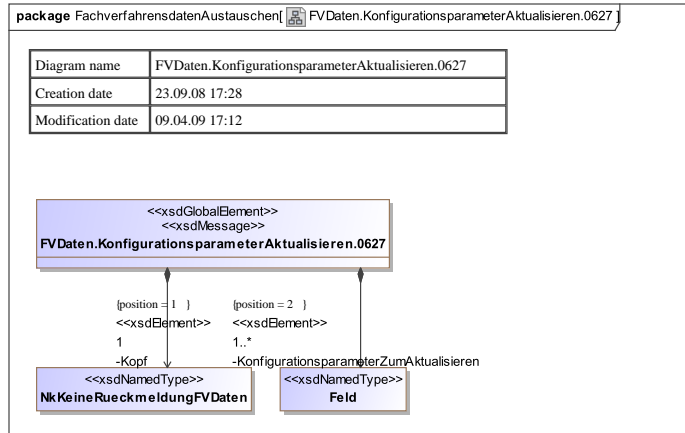 package FachverfahrensdatenAustauschen[ FVDaten.KonfigurationsparameterAktualisieren.0627 ]
Diagram name FVDaten.KonfigurationsparameterAktualisieren.0627
Creation date 23.09.08 17:28
Modification date 09.04.09 17:12
<<xsdGlobalElement>>
<<xsdMessage>>
FVDaten.KonfigurationsparameterAktualisieren.0627
{position = 1 } {position = 2 }
<<xsdElement>> <<xsdElement>>
1 1..*
-Kopf -KonfigurationsparameterZumAktualisieren
<<xsdNamedType>> <<xsdNamedType>>
NkKeineRueckmeldungFVDaten Feld